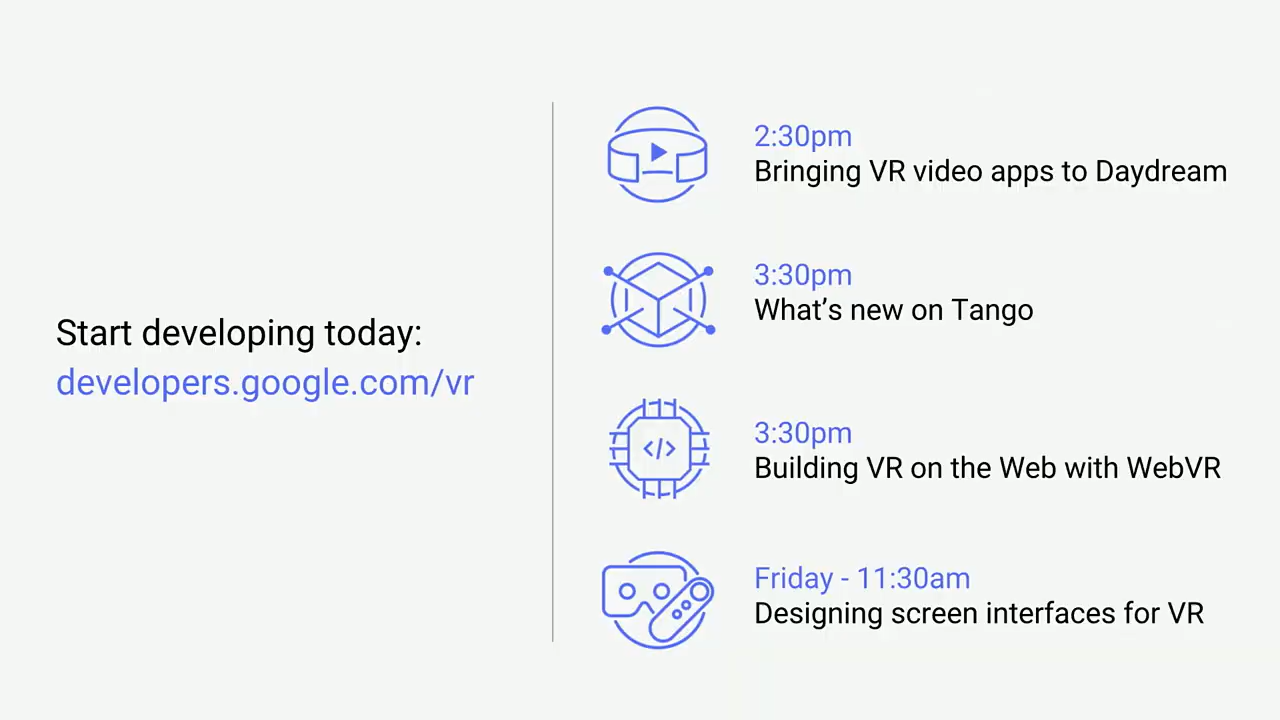 Start developing today:
developers.google.com/vr
2:30pm
Bringing VR video apps to Daydream
3:30pm
What’s new on Tango
</>
3:30pm
Building VR on the Web with WebVR
Friday - 11:30am
Designing screen interfaces for VR